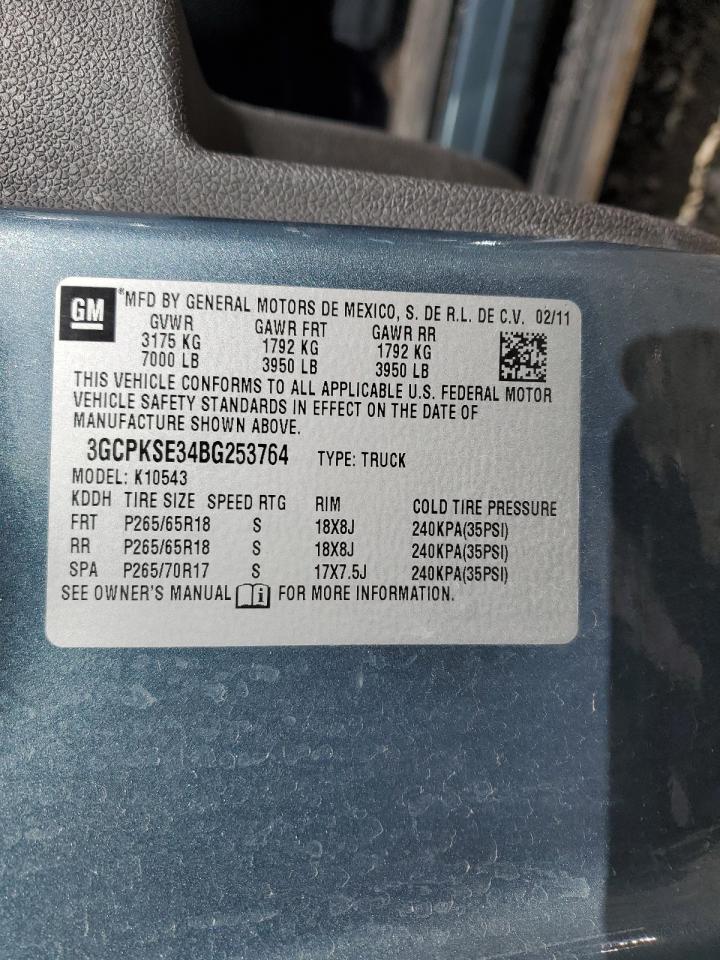 GM ®MFD BY GENERAL MOTORS DE MEXICO, S. DE R.L. DE C.V. 02/11
GVWR GAWR FRT GAWR RR
3175 KG 1792 KG 1792 KG
7000 LB 3950 LB 3950 LB
THIS VEHICLE CONFORMS TO ALL APPLICABLE U.S. FEDERAL MOTOR
VEHICLE SAFETY STANDARDS IN EFFECT ON THE DATE OF
MANUFACTURE SHOWN ABOVE.
3GCPKSE34BG253764 TYPE: TRUCK
MODEL: K10543
KDDH TIRE SIZE SPEED RTG RIM COLD TIRE PRESSURE
FRT P265/65R18 S 18X8J 240KPA(35PSI)
RR P265/65R18 S 18X8J 240KPA(35PSI)
SPA P265/70R17 S 17X7.5J 240KPA(35PSI)
SEE OWNER'S MANUAL i FOR MORE INFORMATION.